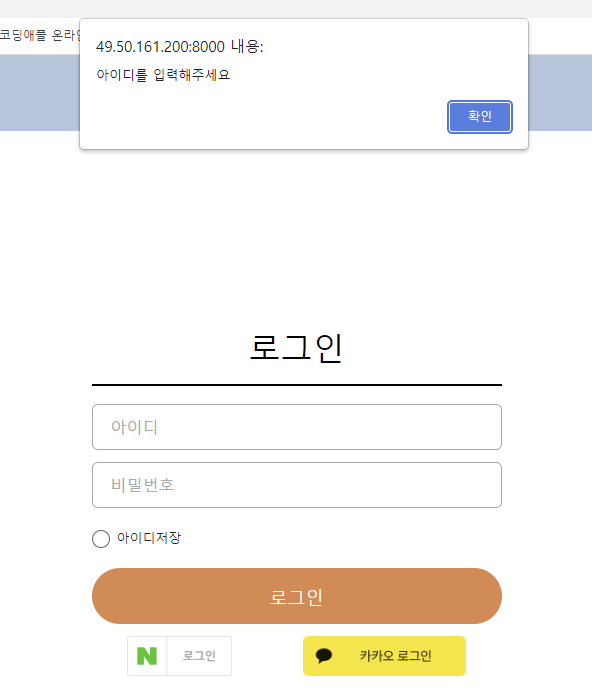 코딩애플 온라인
49.50.161.200:8000 내용:
아이디를 입력해주세요
확인
로그인
아이디
비밀번호
아이디저장
로그인
N 로그인
카카오 로그인